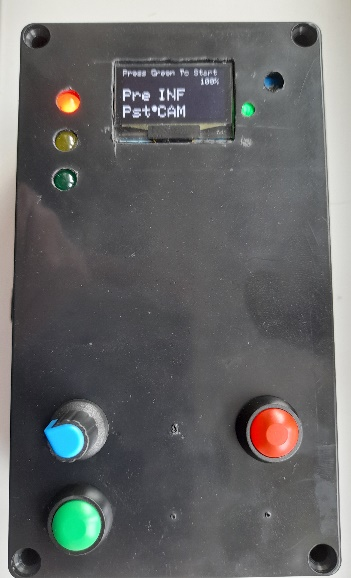 Press Green To Start
100%
Pre INF
Pst*CAM